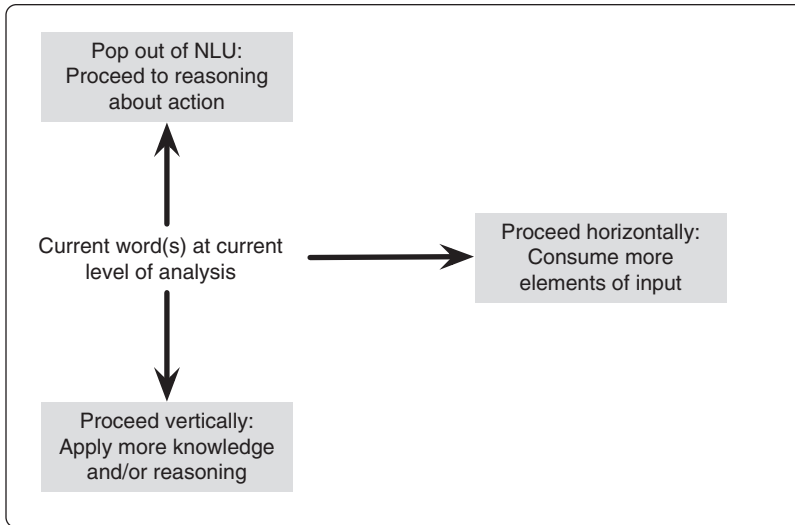 Pop out of NLU:
Proceed to reasoning
about action
Current word(s) at current
level of analysis
Proceed horizontally:
Consume more
elements of input
Proceed vertically:
Apply more knowledge
and/or reasoning